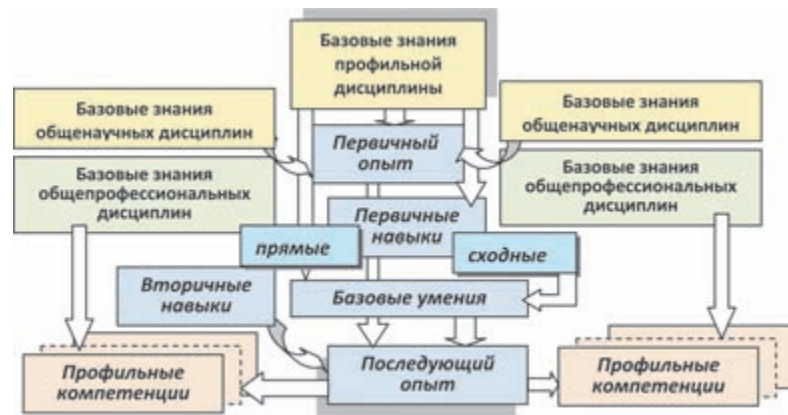 Базовые знания
профильной
дисциплины
Базовые знания
общенаучных дисциплин
Базовые знания
общенаучных дисциплин
Первичный
опыт
Базовые знания
общепрофессиональных
дисциплин
Базовые знания
общепрофессиональных
дисциплин
Первичные
навыки
прямые
сходные
Вторичные
навыки
Базовые умения
Профильные
компетенции
Последующий
опыт
Профильные
компетенции